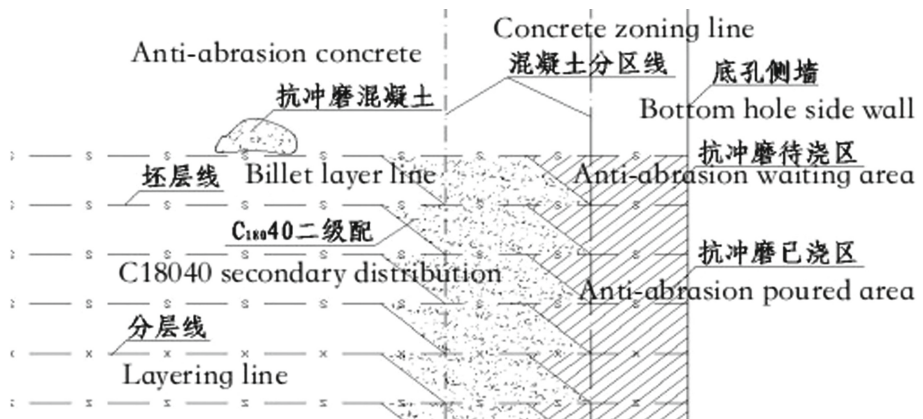 Concrete zoning line
混凝土分区线
Anti-abrasion concrete
抗冲磨混凝土
底孔侧墙
Bottom hole side wall
抗冲磨待浇区
Anti-abrasion waiting area
坯层线
Billet layer line
C₁₈₀40二级配
C18040 secondary distribution
抗冲磨已浇区
Anti-abrasion poured area
分层线
Layering line